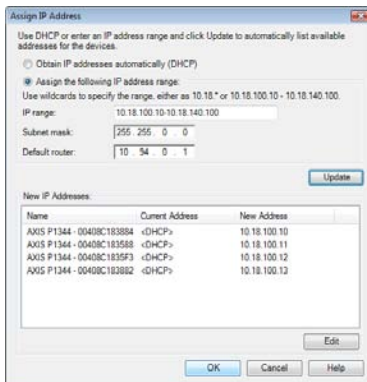 Assign IP Address
Use DHCP or enter an IP address range and click Update to automatically list available
addresses for the devices.
Obtain IP addresses automatically (DHCP)
Assign the following IP address range:
Use wildcards to specify the range, either as 10.18.* or 10.18.100.10 - 10.18.140.100.
IP range: 10.18.100.10-10.18.140.100
Subnet mask: 255 . 255 . 0 . 0
Default router: 10 . 94 . 0 . 1
Update
New IP Addresses:
Name Current Address New Address
AXIS P1344 - 00408C183884 <DHCP> 10.18.100.10
AXIS P1344 - 00408C183588 <DHCP> 10.18.100.11
AXIS P1344 - 00408C1835F3 <DHCP> 10.18.100.12
AXIS P1344 - 00408C183882 <DHCP> 10.18.100.13
Edit
OK Cancel Help